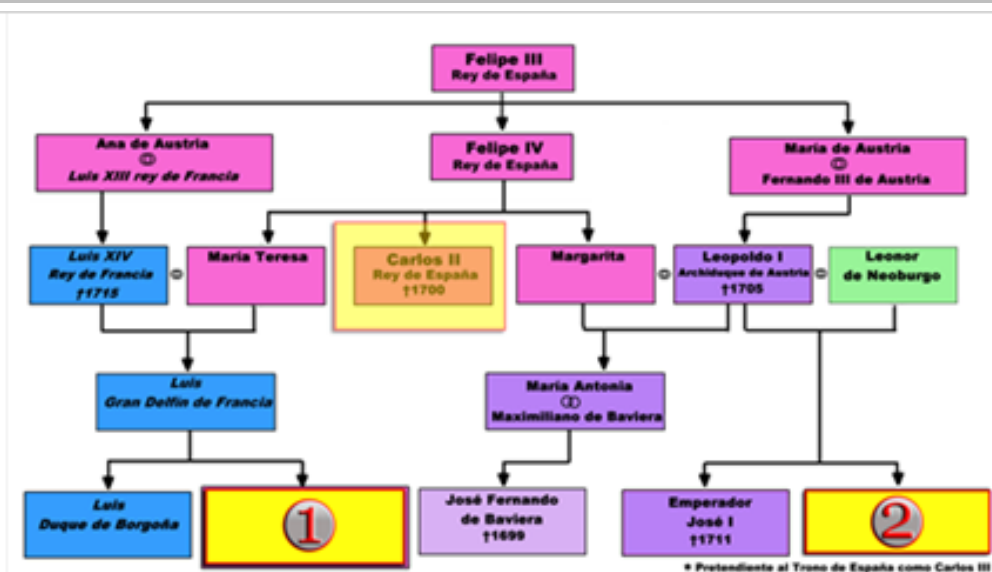 Felipe III
Rey de España
Ana de Austria
Luis XIII rey de Francia
Felipe IV
Rey de España
María de Austria
Fernando III de Austria
Luis XIV
Rey de Francia
†1715
María Teresa
Carlos II
Rey de España
†1700
Margarita
Leopoldo I
Archiduque de Austria
†1705
Leonor
de Neoburgo
Luis
Gran Delfín de Francia
María Antonia
Maximiliano de Baviera
Luis
Duque de Borgoña
1
José Fernando
de Baviera
†1699
Emperador
José I
†1711
2
* Pretendiente al Trono de España como Carlos III